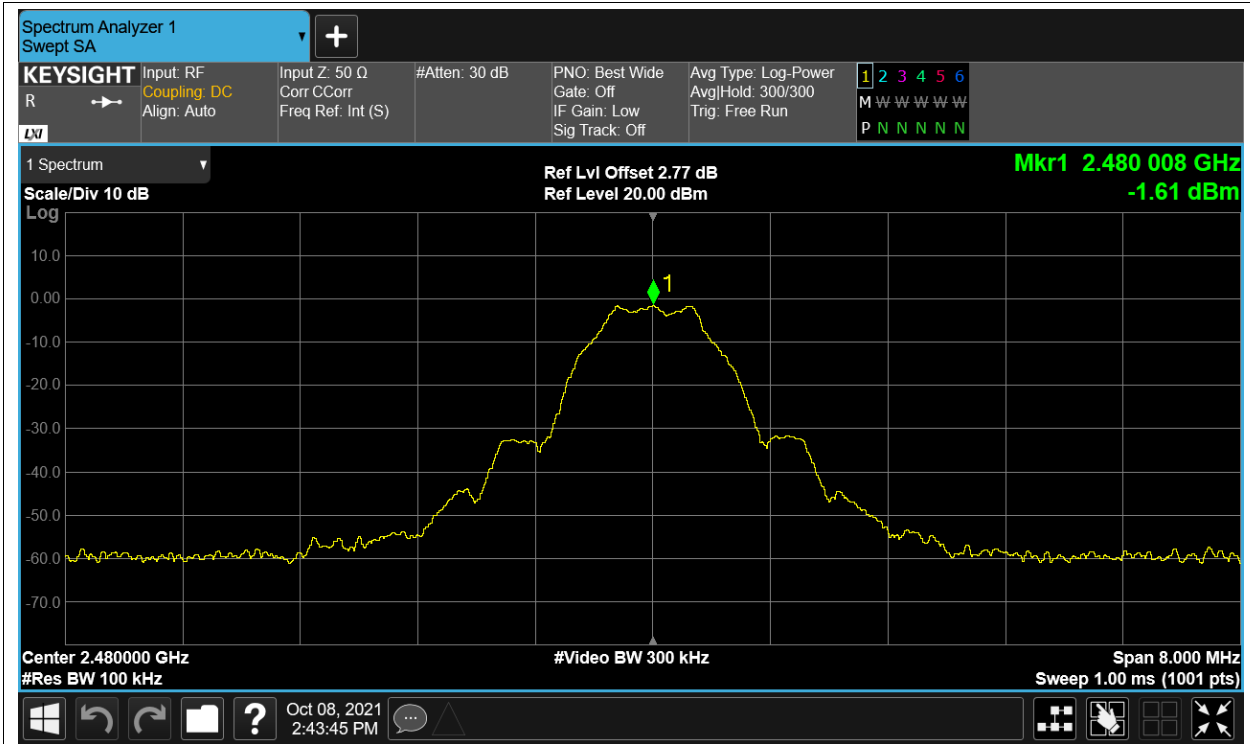 Spectrum Analyzer 1
Swept SA
KEYSIGHT
R
LXI
Input: RF
Coupling: DC
Align: Auto
Input Z: 50 Ω
Corr CCorr
Freq Ref: Int (S)
#Atten: 30 dB
PNO: Best Wide
Gate: Off
IF Gain: Low
Sig Track: Off
Avg Type: Log-Power
Avg|Hold: 300/300
Trig: Free Run
1 2 3 4 5 6
M W W W W W
P N N N N N
1 Spectrum
Scale/Div 10 dB
Ref Lvl Offset 2.77 dB
Ref Level 20.00 dBm
Mkr1 2.480 008 GHz
-1.61 dBm
Log
10.0
0.00
-10.0
-20.0
-30.0
-40.0
-50.0
-60.0
-70.0
1
Center 2.480000 GHz
#Res BW 100 kHz
#Video BW 300 kHz
Span 8.000 MHz
Sweep 1.00 ms (1001 pts)
?
Oct 08, 2021
2:43:45 PM